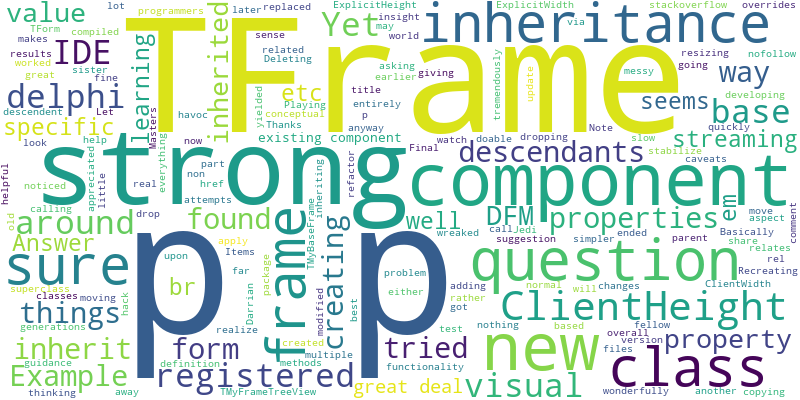 lot
programmers
ExplicitHeight
ExplicitWidth
stackoverflow
overrides
value
TForm
compiled
later
replaced
Yet
insight
inheritance
via
IDE
makes
sense
TFrame
may
world
resizing
nofollow
results
worked
sister
related
Deleting
asking
earlier
messy
going
way
delphi
great
fine
learning
inherited
etc
giving
tremendously
update
developing
seems
base
descendent
Let
Masters
havoc
yielded
Playing
conceptual
title
entirely
p
quickly
specific
help
Thanks
existing component
anyway
watch
doable
dropping
slow
streaming
look
everything
now
Final
Note
stabilize
strong
component
descendants
caveats
helpful
noticed
appreciated
little
part
non
real
href
attempts
inheriting
refactor
call
Jedi
suggestion
simpler
ended
wreaked
well
DFM
properties
em
move
aspect
Basically
share
relates
rel
parent
Recreating
comment
around
calling
drop
found
frame
TMyBaseFrame
p
p
question
Answer
old
superclass
upon
apply
Items
creating
problem
adding
ClientWidth
sure
br
far
package
either
rather
got
normal
will
changes
ClientHeight
classes
moving
things
generations
hack
realize
Darrian
modified
best
nothing
based
fellow
test
new
overall
version
property
inherit
form
created
multiple
tried
files
Example
guidance
definition
methods
functionality
class
thinking
away
registered
TMyFrameTreeView
great deal
visual
wonderfully
another
copying